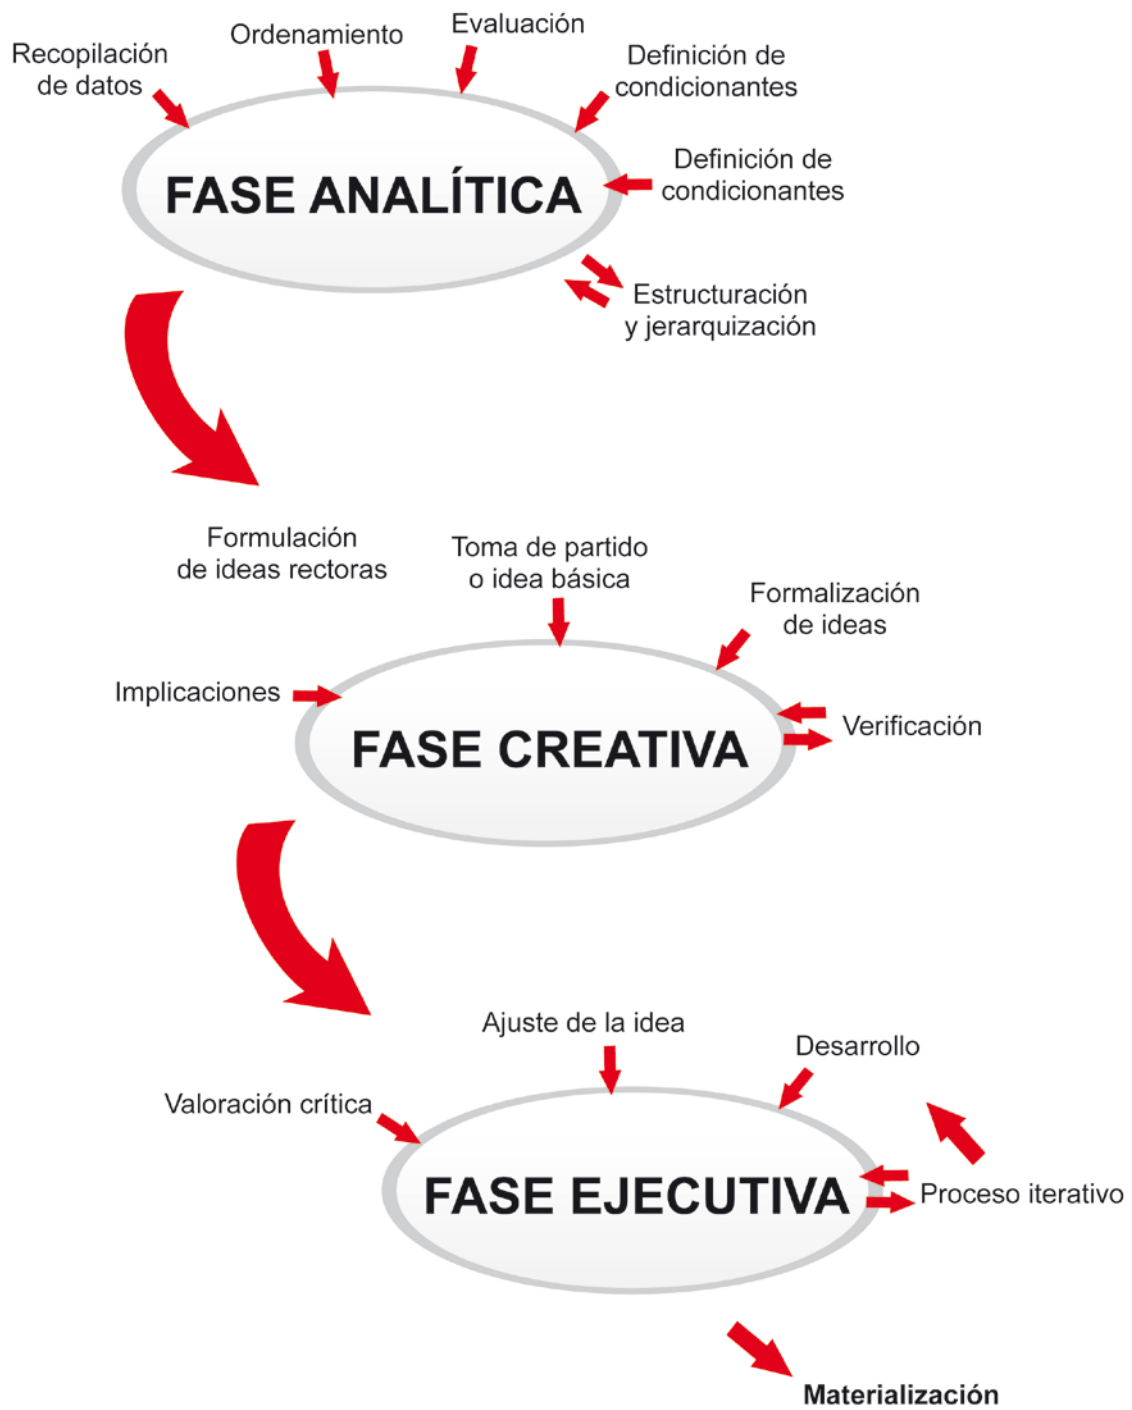 Recopilación
de datos
Ordenamiento
Evaluación
Definición de
condicionantes
Definición de
condicionantes
FASE ANALÍTICA
Estructuración
y jerarquización
Formulación
de ideas rectoras
Toma de partido
o idea básica
Formalización
de ideas
Implicaciones
Verificación
FASE CREATIVA
Ajuste de la idea
Desarrollo
Valoración crítica
FASE EJECUTIVA
Proceso iterativo
Materialización